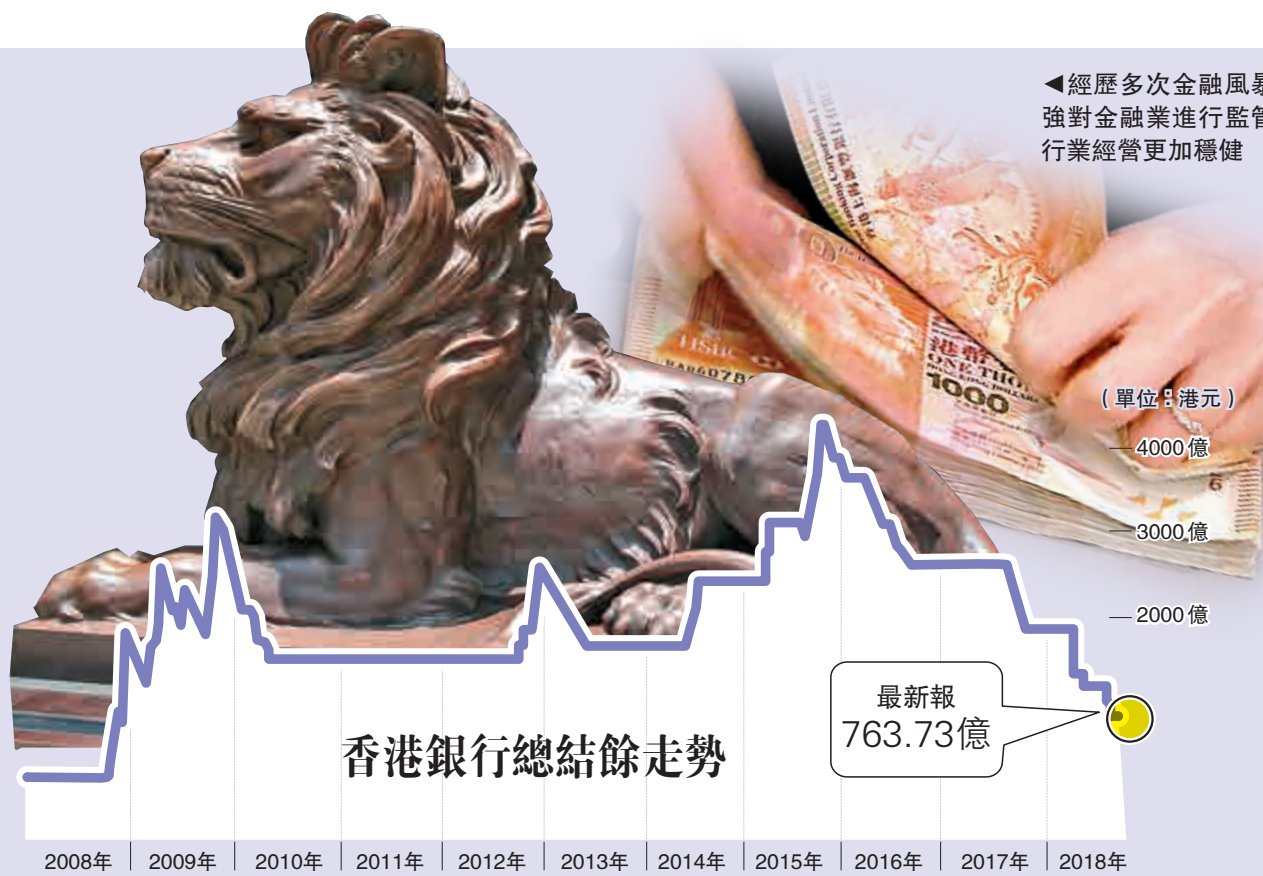 ◀經歷多次金融風暴
強對金融業進行監管
行業經營更加穩健
HSBC
港幣
ONE THOU
1000
（單位：港元）
4000億
3000億
2000億
最新報
763.73億
香港銀行總結餘走勢
2008年 2009年 2010年 2011年 2012年 2013年 2014年 2015年 2016年 2017年 2018年